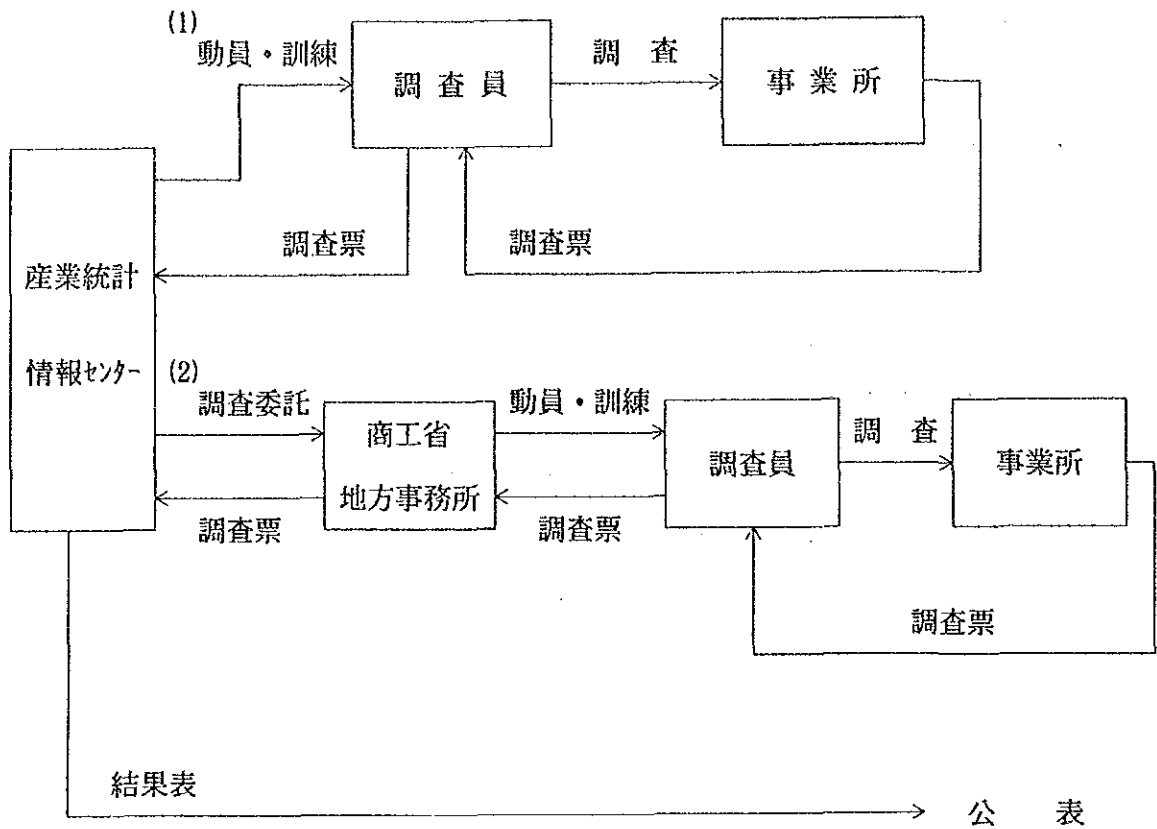 (1)
動員・訓練
調査員
調査
事業所
調査票
調査票
産業統計
情報センター
(2)
調査委託
商工省
地方事務所
動員・訓練
調査員
調査
事業所
調査票
調査票
調査票
結果表
公表